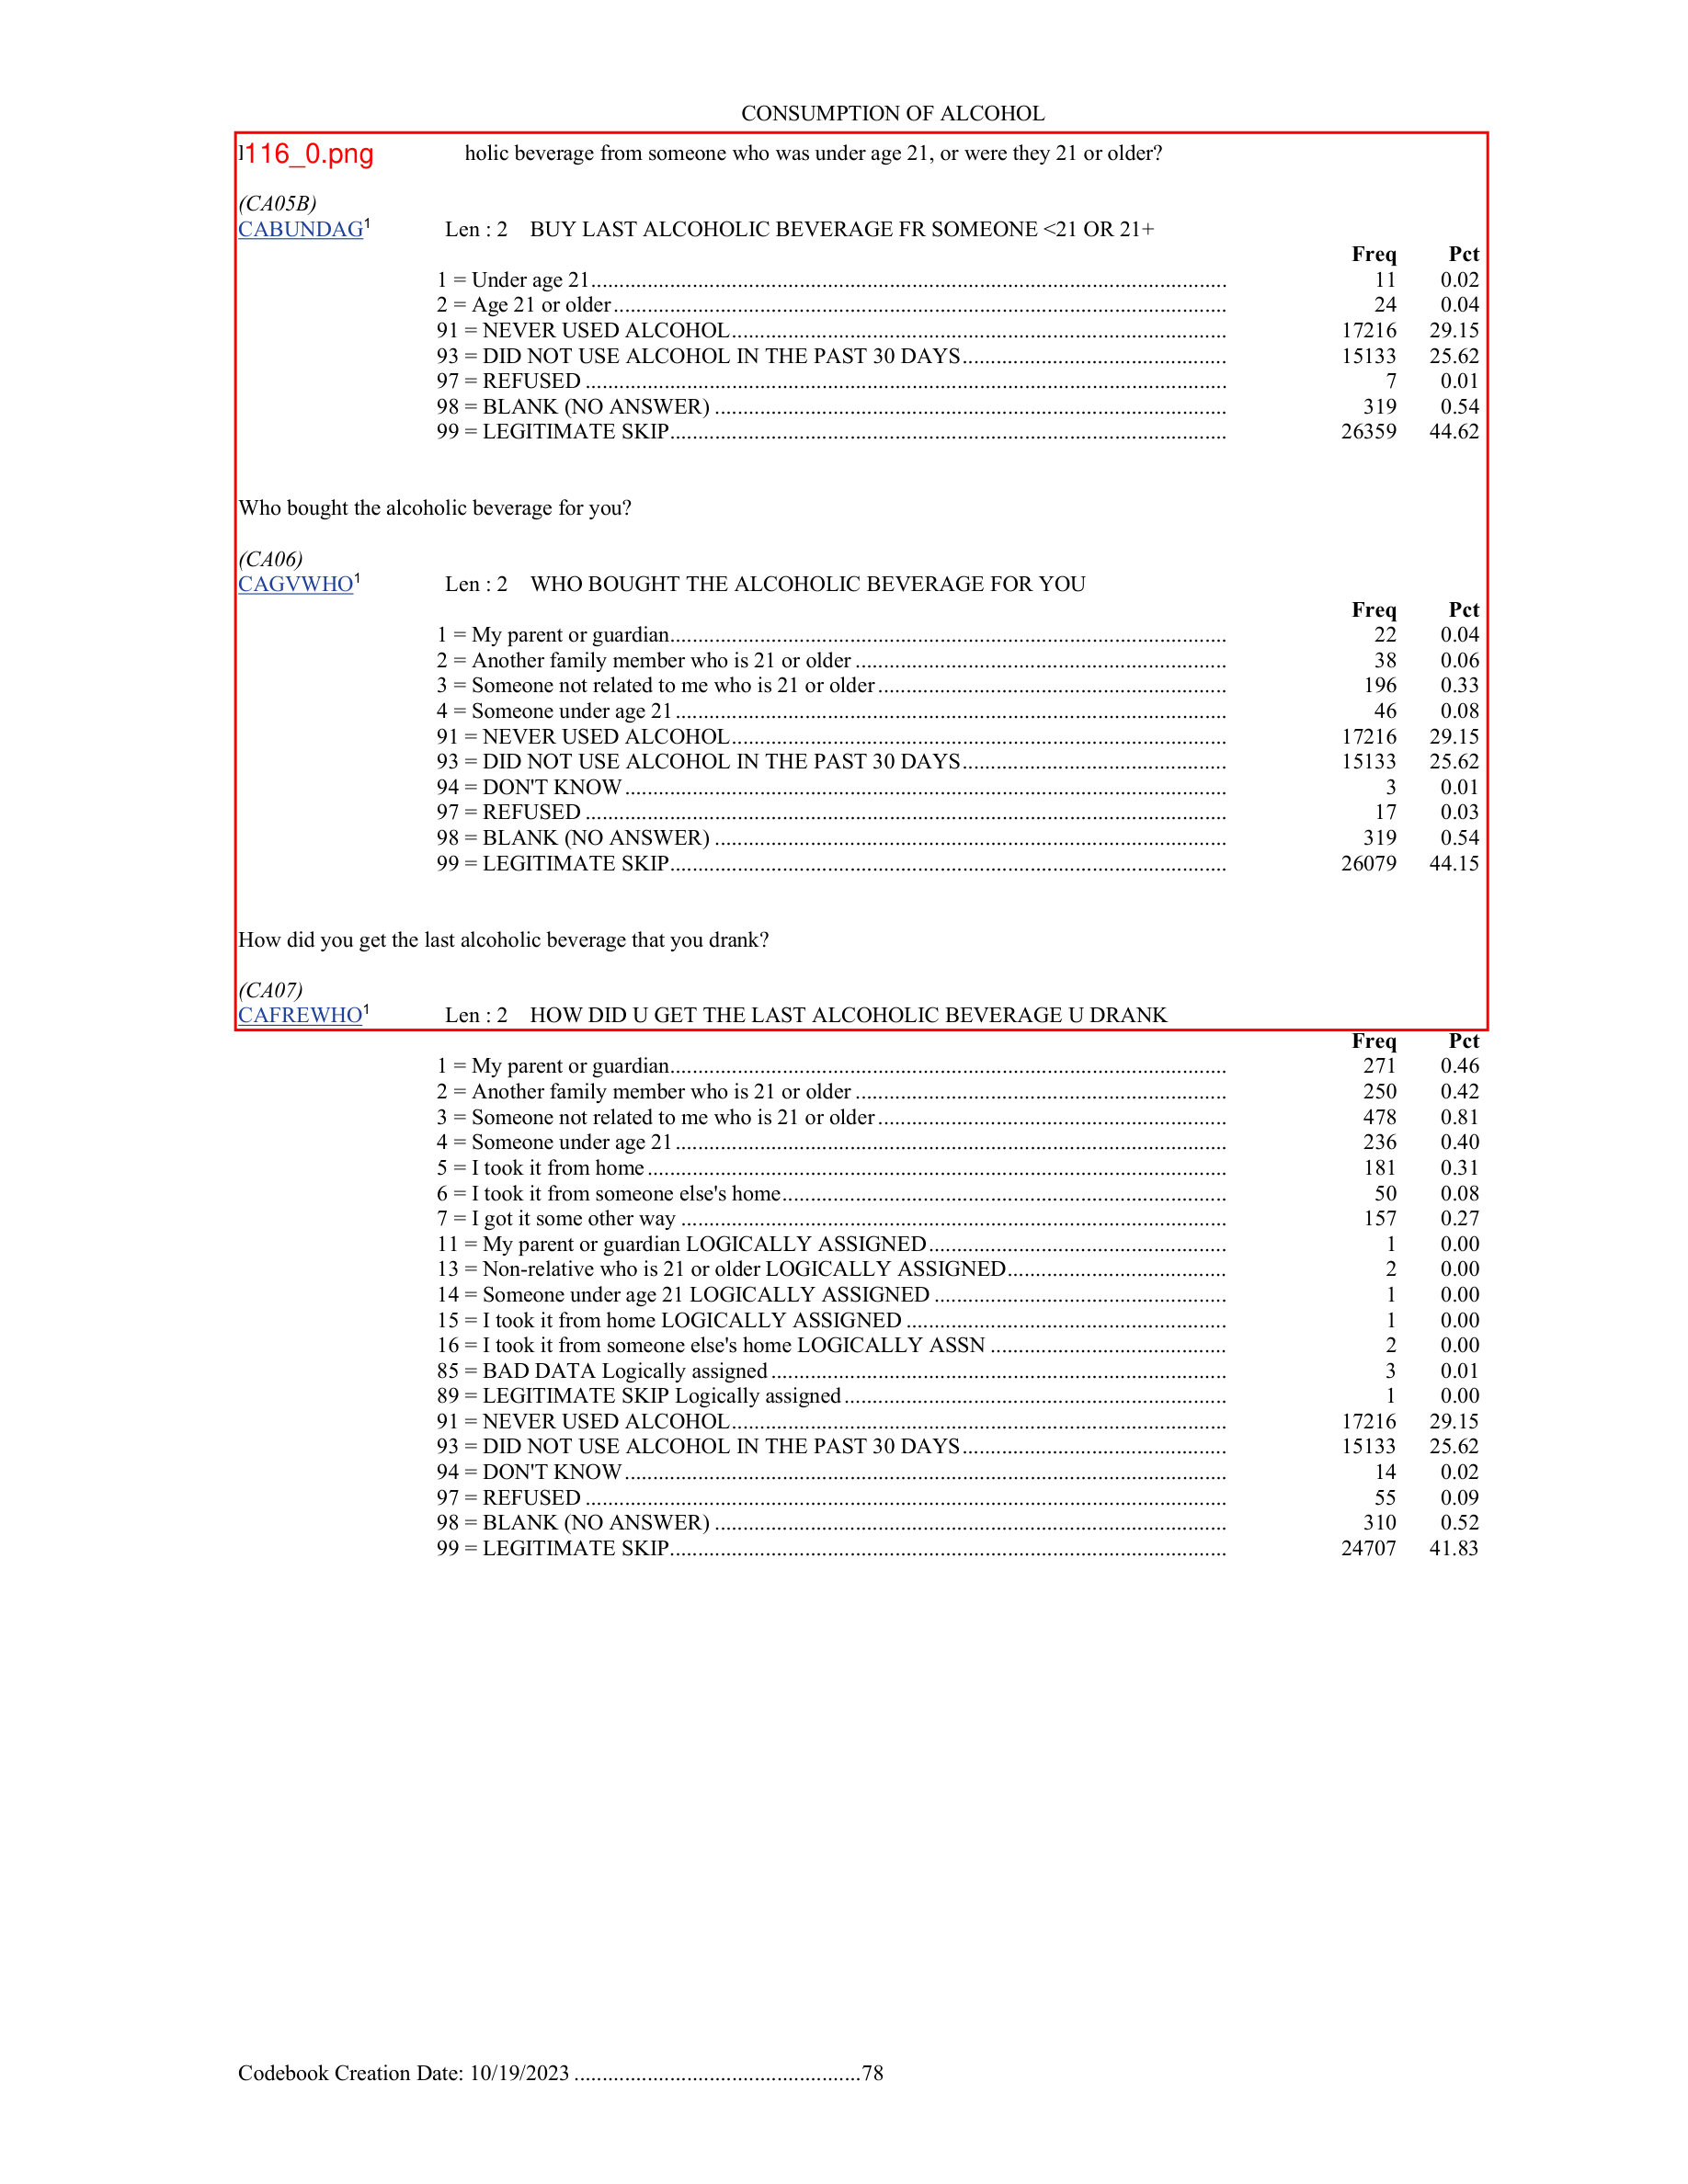 CONSUMPTION OF ALCOHOL
116_0.png holic beverage from someone who was under age 21, or were they 21 or older?
(CA05B)
CABUNDAG1 Len : 2 BUY LAST ALCOHOLIC BEVERAGE FR SOMEONE <21 OR 21+
Freq Pct
1 = Under age 21 11 0.02
2 = Age 21 or older 24 0.04
91 = NEVER USED ALCOHOL 17216 29.15
93 = DID NOT USE ALCOHOL IN THE PAST 30 DAYS 15133 25.62
97 = REFUSED 7 0.01
98 = BLANK (NO ANSWER) 319 0.54
99 = LEGITIMATE SKIP 26359 44.62
Who bought the alcoholic beverage for you?
(CA06)
CAGVWHO1 Len : 2 WHO BOUGHT THE ALCOHOLIC BEVERAGE FOR YOU
Freq Pct
1 = My parent or guardian 22 0.04
2 = Another family member who is 21 or older 38 0.06
3 = Someone not related to me who is 21 or older 196 0.33
4 = Someone under age 21 46 0.08
91 = NEVER USED ALCOHOL 17216 29.15
93 = DID NOT USE ALCOHOL IN THE PAST 30 DAYS 15133 25.62
94 = DON'T KNOW 3 0.01
97 = REFUSED 17 0.03
98 = BLANK (NO ANSWER) 319 0.54
99 = LEGITIMATE SKIP 26079 44.15
How did you get the last alcoholic beverage that you drank?
(CA07)
CAFREWHO1 Len : 2 HOW DID U GET THE LAST ALCOHOLIC BEVERAGE U DRANK
Freq Pct
1 = My parent or guardian 271 0.46
2 = Another family member who is 21 or older 250 0.42
3 = Someone not related to me who is 21 or older 478 0.81
4 = Someone under age 21 236 0.40
5 = I took it from home 181 0.31
6 = I took it from someone else's home 50 0.08
7 = I got it some other way 157 0.27
11 = My parent or guardian LOGICALLY ASSIGNED 1 0.00
13 = Non-relative who is 21 or older LOGICALLY ASSIGNED 2 0.00
14 = Someone under age 21 LOGICALLY ASSIGNED 1 0.00
15 = I took it from home LOGICALLY ASSIGNED 1 0.00
16 = I took it from someone else's home LOGICALLY ASSN 2 0.00
85 = BAD DATA Logically assigned 3 0.01
89 = LEGITIMATE SKIP Logically assigned 1 0.00
91 = NEVER USED ALCOHOL 17216 29.15
93 = DID NOT USE ALCOHOL IN THE PAST 30 DAYS 15133 25.62
94 = DON'T KNOW 14 0.02
97 = REFUSED 55 0.09
98 = BLANK (NO ANSWER) 310 0.52
99 = LEGITIMATE SKIP 24707 41.83
Codebook Creation Date: 10/19/2023 78